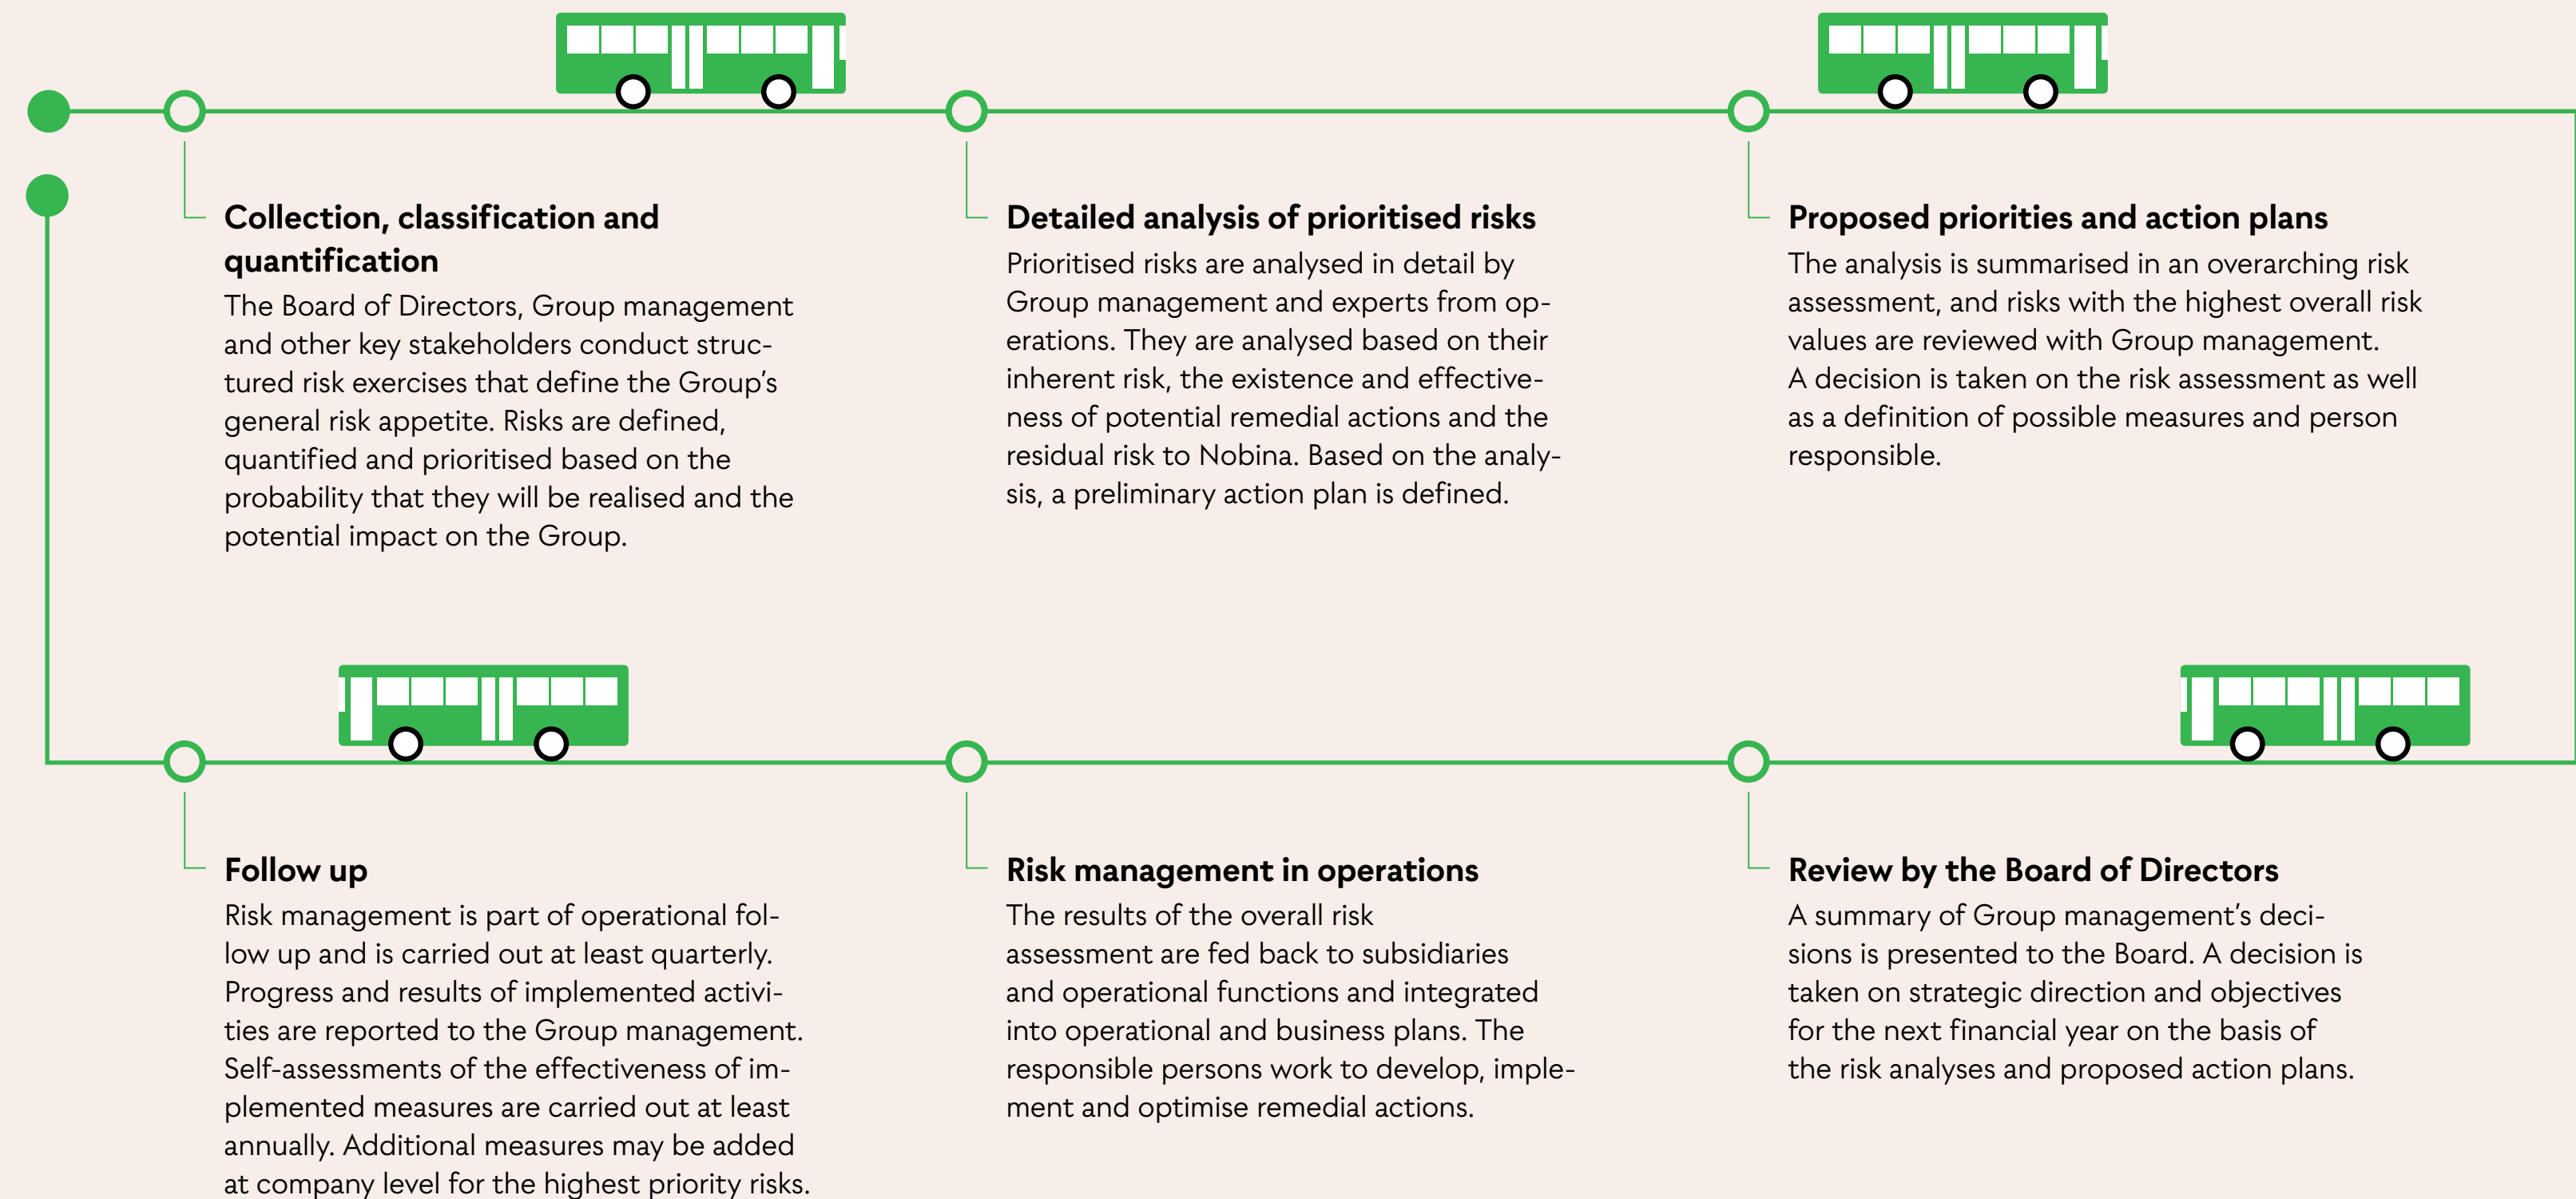 Collection, classification and
quantification
The Board of Directors, Group management
and other key stakeholders conduct struc-
tured risk exercises that define the Group's
general risk appetite. Risks are defined,
quantified and prioritised based on the
probability that they will be realised and the
potential impact on the Group.
Detailed analysis of prioritised risks
Prioritised risks are analysed in detail by
Group management and experts from op-
erations. They are analysed based on their
inherent risk, the existence and effective-
ness of potential remedial actions and the
residual risk to Nobina. Based on the analy-
sis, a preliminary action plan is defined.
Proposed priorities and action plans
The analysis is summarised in an overarching risk
assessment, and risks with the highest overall risk
values are reviewed with Group management.
A decision is taken on the risk assessment as well
as a definition of possible measures and person
responsible.
Review by the Board of Directors
A summary of Group management's deci-
sions is presented to the Board. A decision is
taken on strategic direction and objectives
for the next financial year on the basis of
the risk analyses and proposed action plans.
Risk management in operations
The results of the overall risk
assessment are fed back to subsidiaries
and operational functions and integrated
into operational and business plans. The
responsible persons work to develop, imple-
ment and optimise remedial actions.
Follow up
Risk management is part of operational fol-
low up and is carried out at least quarterly.
Progress and results of implemented activi-
ties are reported to the Group management.
Self-assessments of the effectiveness of im-
plemented measures are carried out at least
annually. Additional measures may be added
at company level for the highest priority risks.